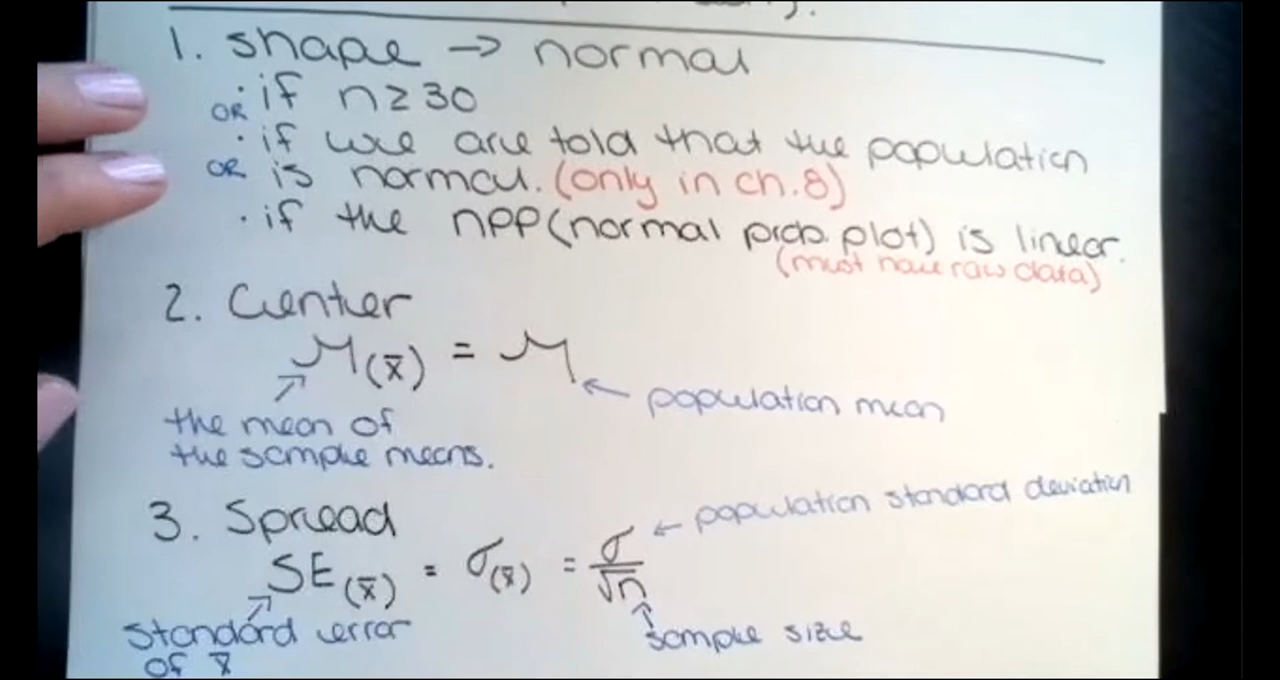 1. Shape → normal
· if n ≥ 30
OR
· if we are told that the population
OR is normal. (only in ch. 8)
· if the NPP (normal prob. plot) is linear.
(must have raw data)
2. Center
μ(x̄) = μ
the mean of
the sample means.
← population mean
3. Spread
← population standard deviation
SE(x̄) = σ(x̄) = σ/√n
standard error
of x̄
sample size